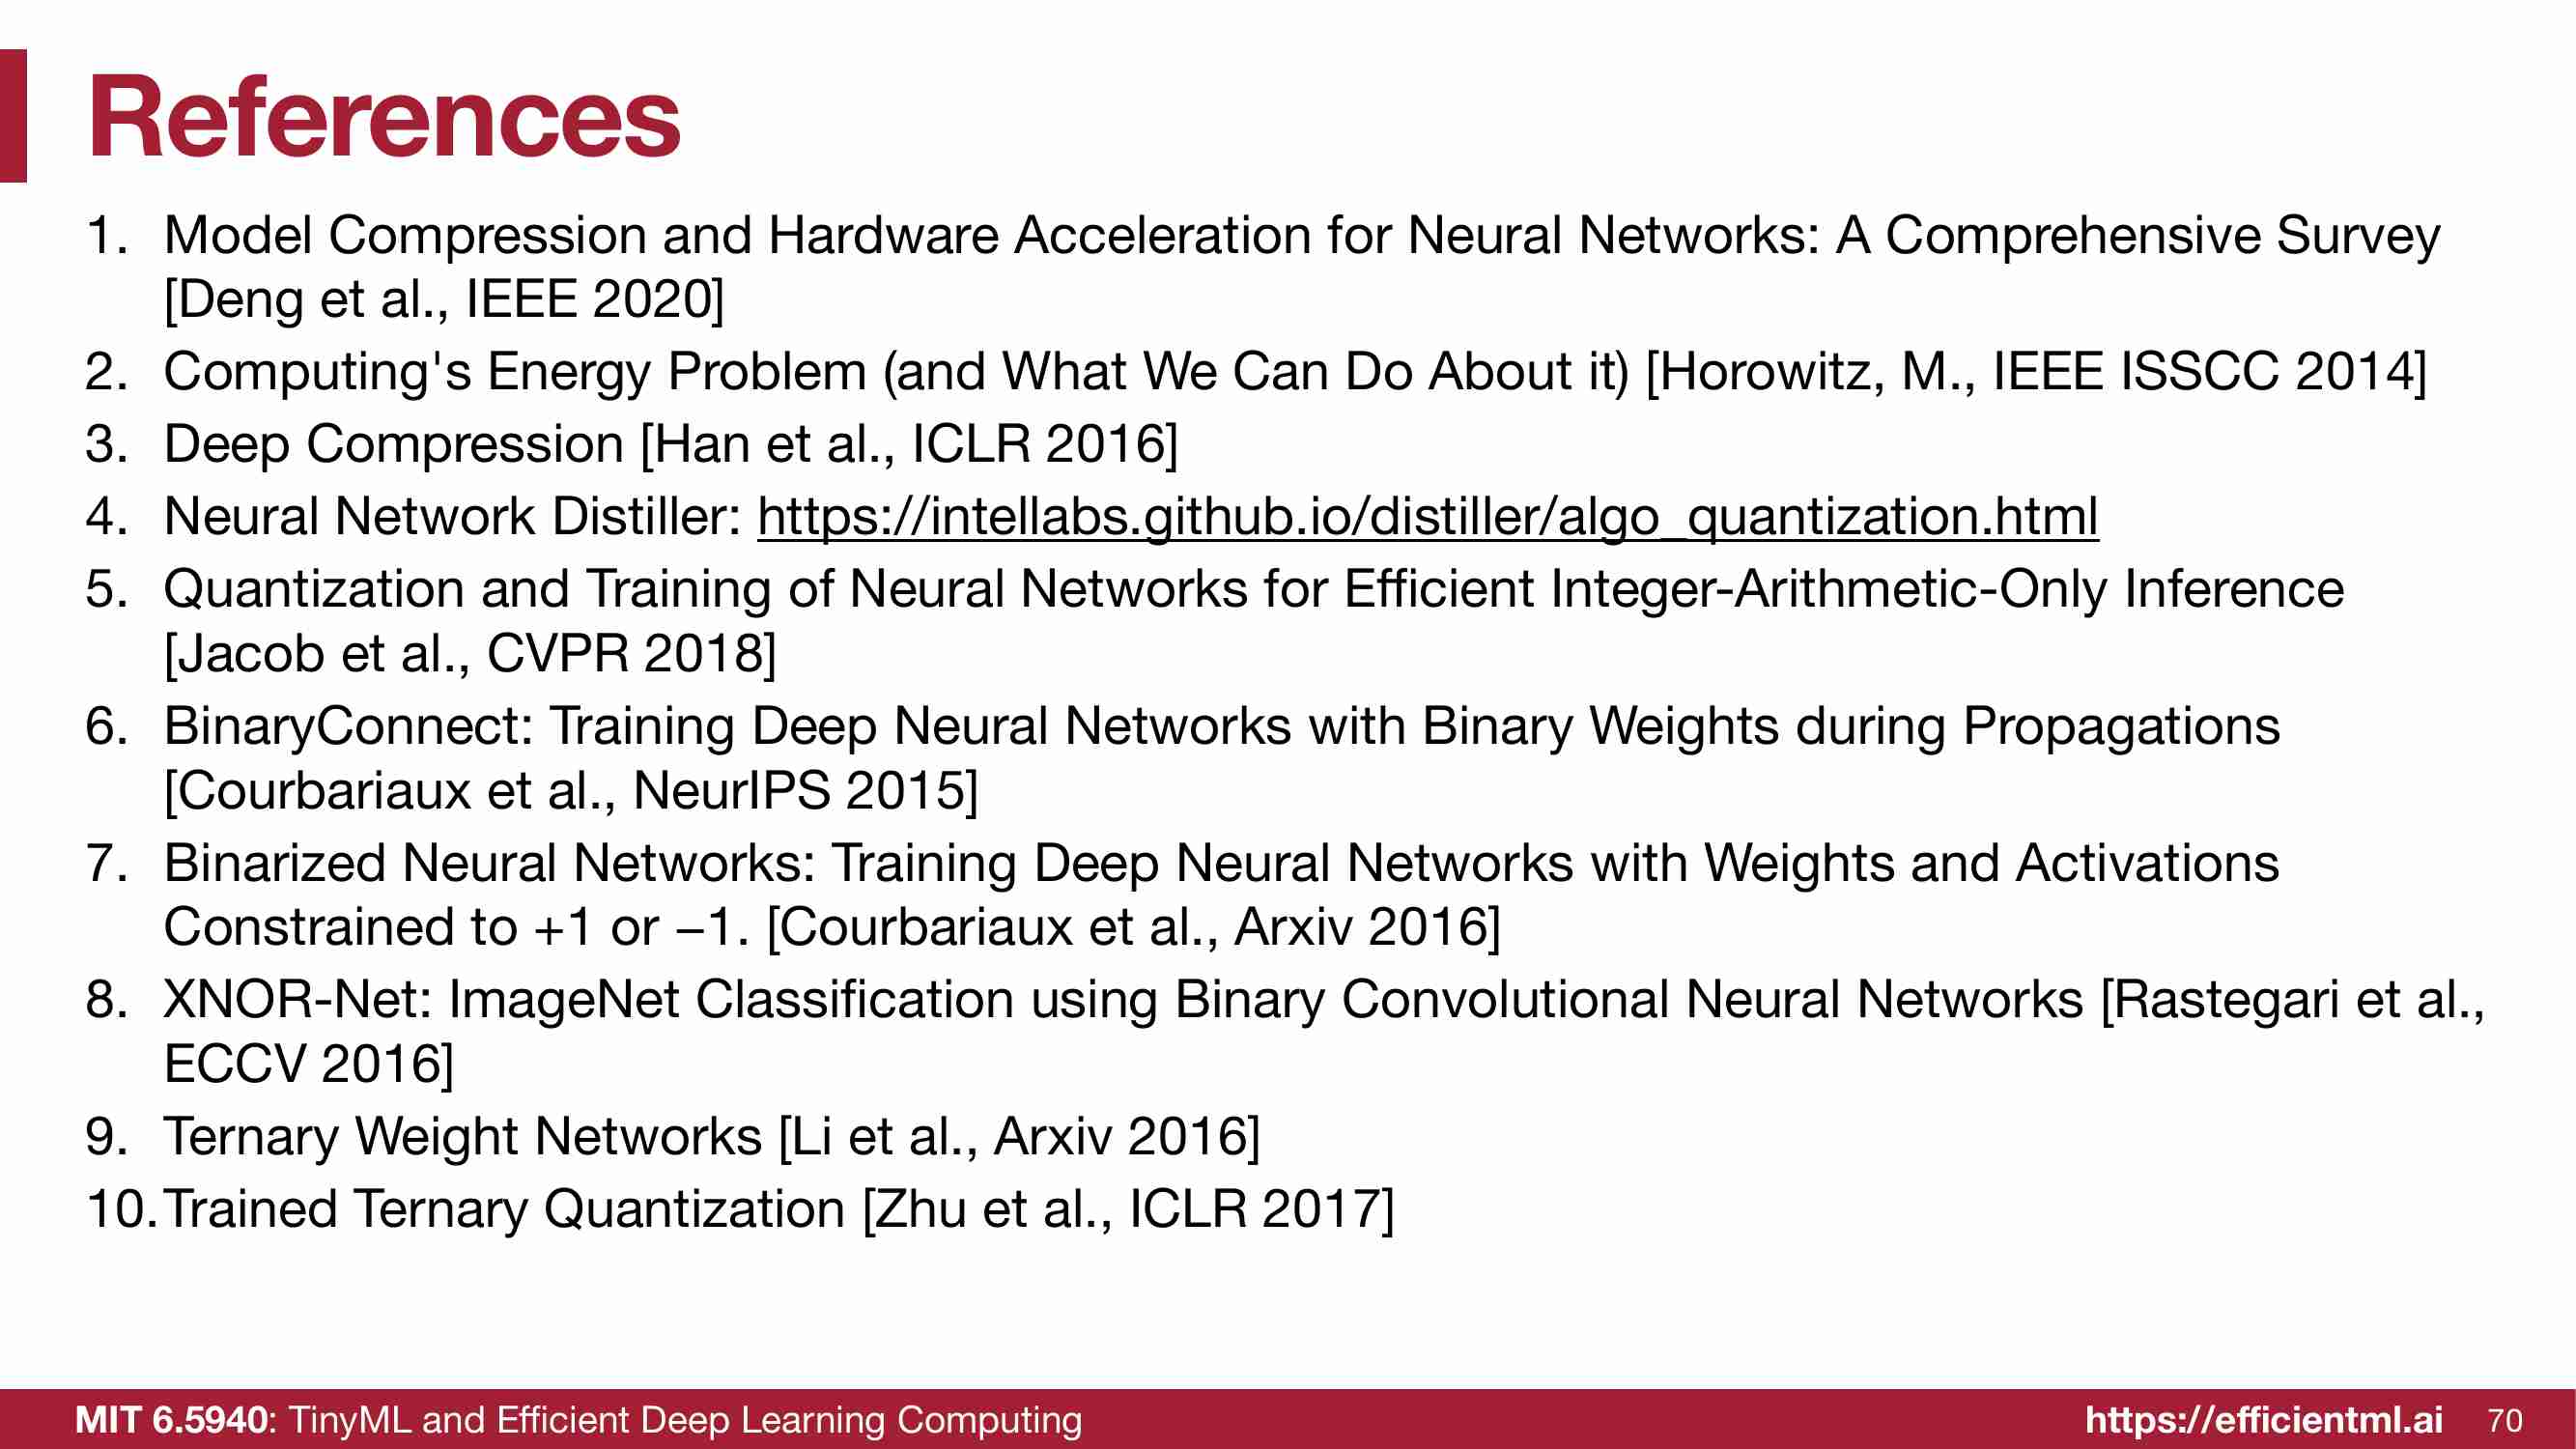 References
1. Model Compression and Hardware Acceleration for Neural Networks: A Comprehensive Survey
[Deng et al., IEEE 2020]
2. Computing's Energy Problem (and What We Can Do About it) [Horowitz, M., IEEE ISSCC 2014]
3. Deep Compression [Han et al., ICLR 2016]
4. Neural Network Distiller: https://intellabs.github.io/distiller/algo_quantization.html
5. Quantization and Training of Neural Networks for Efficient Integer-Arithmetic-Only Inference
[Jacob et al., CVPR 2018]
6. BinaryConnect: Training Deep Neural Networks with Binary Weights during Propagations
[Courbariaux et al., NeurIPS 2015]
7. Binarized Neural Networks: Training Deep Neural Networks with Weights and Activations
Constrained to +1 or −1. [Courbariaux et al., Arxiv 2016]
8. XNOR-Net: ImageNet Classification using Binary Convolutional Neural Networks [Rastegari et al.,
ECCV 2016]
9. Ternary Weight Networks [Li et al., Arxiv 2016]
10. Trained Ternary Quantization [Zhu et al., ICLR 2017]
MIT 6.5940: TinyML and Efficient Deep Learning Computing
https://efficientml.ai
70